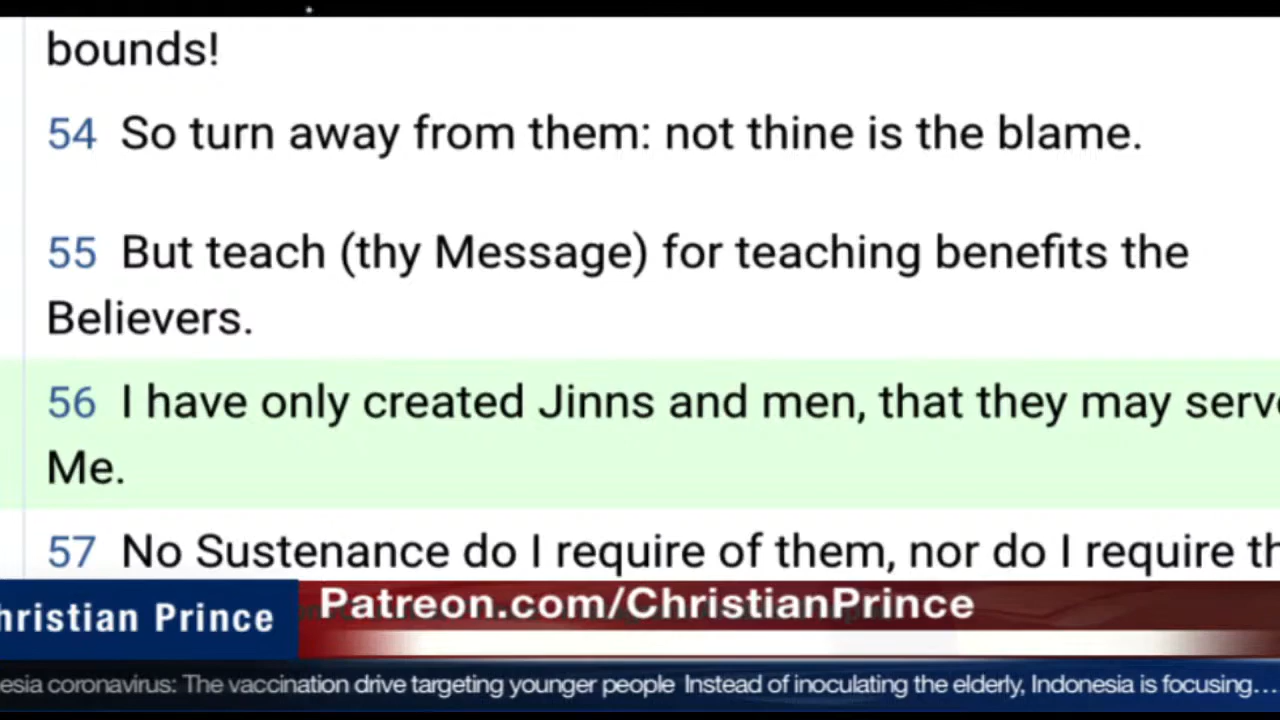 bounds!
54 So turn away from them: not thine is the blame.
55 But teach (thy Message) for teaching benefits the
Believers.
56 I have only created Jinns and men, that they may serve
Me.
57 No Sustenance do I require of them, nor do I require th
hristian Prince
Patreon.com/ChristianPrince
esia coronavirus: The vaccination drive targeting younger people Instead of inoculating the elderly, Indonesia is focusing...